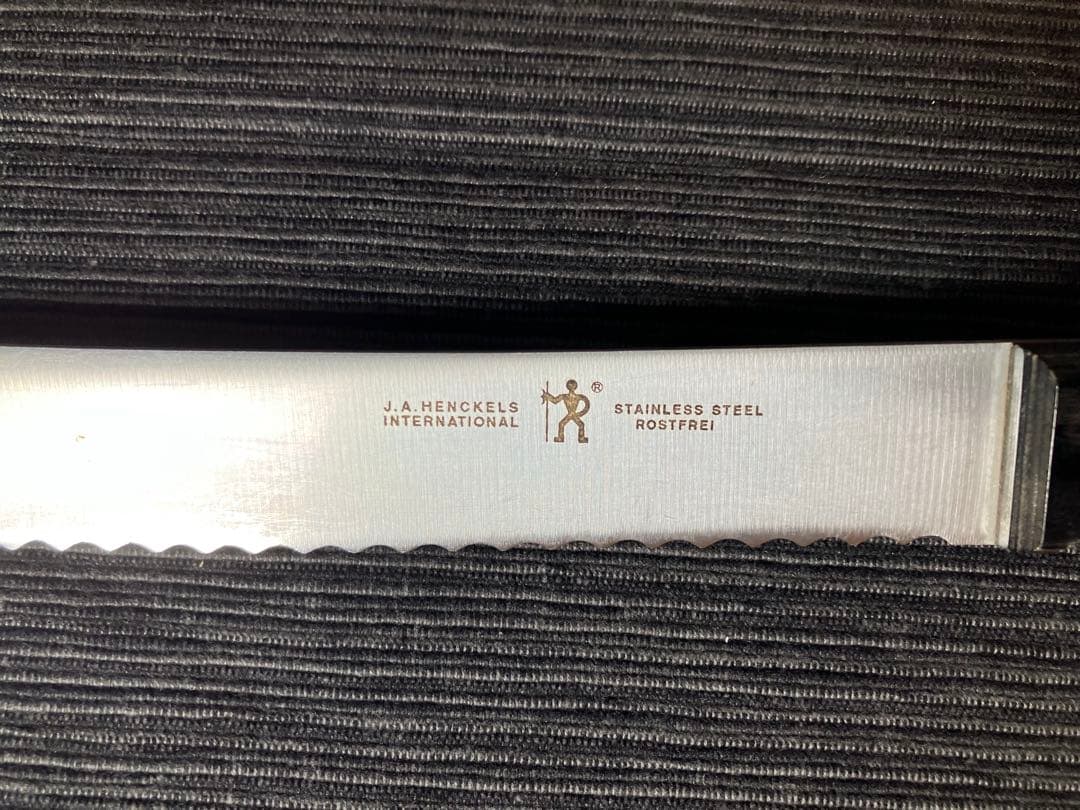 J.A. HENCKELS
INTERNATIONAL
®
STAINLESS STEEL
ROSTFREI